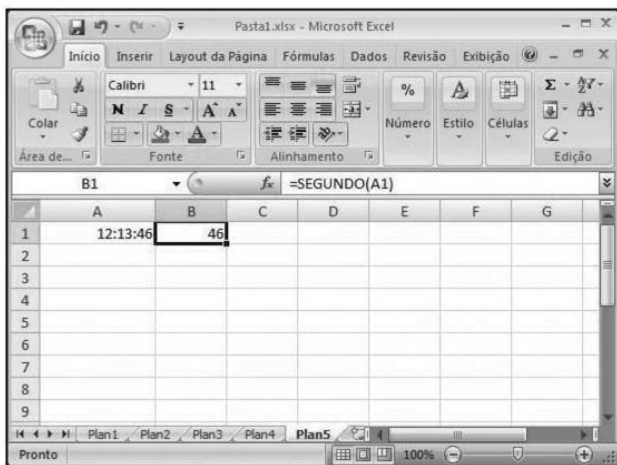 Pasta1.xlsx - Microsoft Excel
Início Inserir Layout da Página Fórmulas Dados Revisão Exibição
Colar
Calibri 11
N I S A A
A
% Número
A Estilo
Células
Σ
Área de... Fonte Alinhamento Edição
B1 fx =SEGUNDO(A1)
A B C D E F G
1 12:13:46 46
2
3
4
5
6
7
8
9
Plan1 Plan2 Plan3 Plan4 Plan5
Pronto 100%